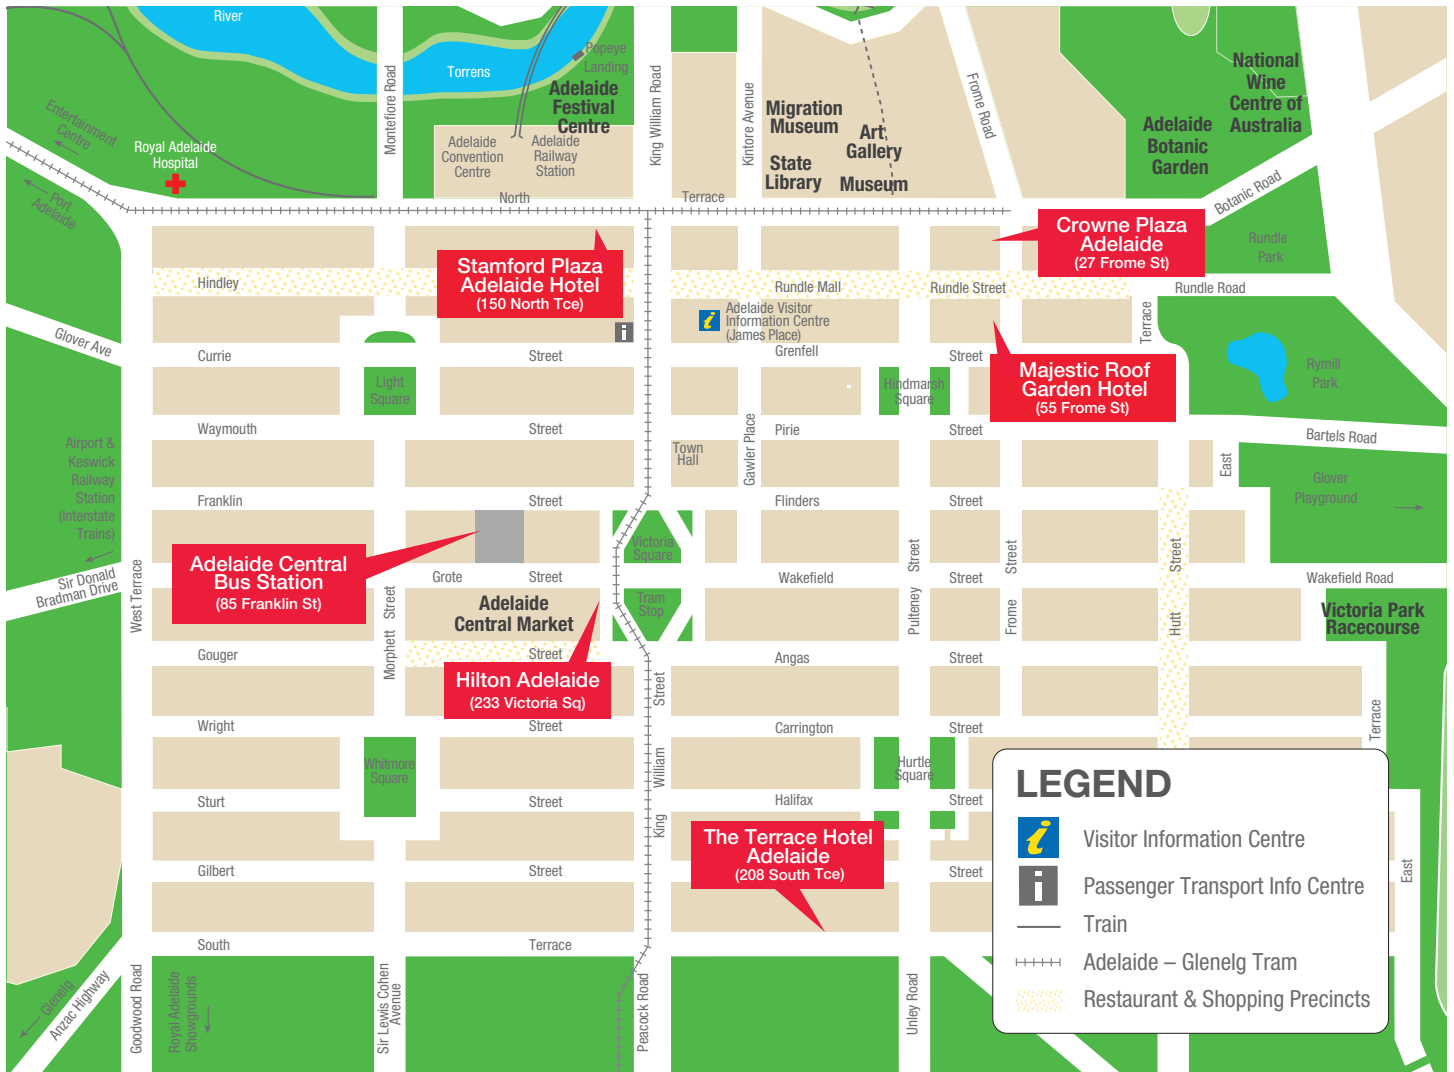 River
Torrens
Popeye
Landing
Adelaide
Festival
Centre
Montefiore Road
King William Road
Kintore Avenue
Frome Road
National
Wine
Centre of
Australia
Adelaide
Botanic
Garden
Migration
Museum
Art
Gallery
State
Library
Museum
Entertainment
Centre
Royal Adelaide
Hospital
Port
Adelaide
Adelaide
Convention
Centre
Adelaide
Railway
Station
North
Terrace
Botanic Road
Rundle
Park
Crowne Plaza
Adelaide
(27 Frome St)
Stamford Plaza
Adelaide Hotel
(150 North Tce)
Hindley
Rundle Mall
Rundle Street
Rundle Road
i
i
Adelaide Visitor
Information Centre
(James Place)
Terrace
Glover Ave
Currie
Street
Grenfell
Street
Majestic Roof
Garden Hotel
(55 Frome St)
Rymill
Park
Light
Square
Hindmarsh
Square
Waymouth
Street
Pirie
Street
Bartels Road
Airport &
Keswick
Railway
Station
(Interstate
Trains)
Town
Hall
Gawler Place
East
Glover
Playground
Franklin
Street
Flinders
Street
Adelaide Central
Bus Station
(85 Franklin St)
Victoria
Square
Street
Street
Street
Sir Donald
Bradman Drive
West Terrace
Grote
Street
Wakefield
Street
Wakefield Road
Street
Morphett
Adelaide
Central Market
Tram
Stop
Pulteney
Frome
Hutt
Victoria Park
Racecourse
Gouger
Street
Angas
Street
Hilton Adelaide
(233 Victoria Sq)
Street
William
King
Wright
Street
Carrington
Street
Terrace
Whitmore
Square
Hurtle
Square
Sturt
Street
Halifax
Street
The Terrace Hotel
Adelaide
(208 South Tce)
Gilbert
Street
Street
East
South
Terrace
Glenelg
Anzac Highway
Goodwood Road
Royal Adelaide
Showgrounds
Sir Lewis Cohen
Avenue
Peacock Road
Unley Road
LEGEND
i
Visitor Information Centre
i
Passenger Transport Info Centre
Train
Adelaide – Glenelg Tram
Restaurant & Shopping Precincts